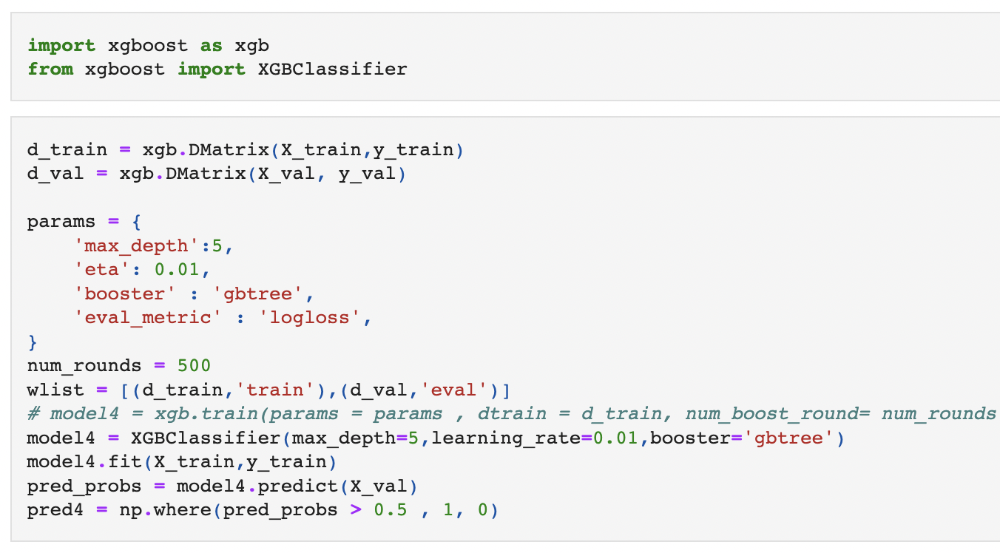 import xgboost as xgb
from xgboost import XGBClassifier
d_train = xgb.DMatrix(X_train,y_train)
d_val = xgb.DMatrix(X_val, y_val)
params = {
    'max_depth':5,
    'eta': 0.01,
    'booster' : 'gbtree',
    'eval_metric' : 'logloss',
}
num_rounds = 500
wlist = [(d_train,'train'),(d_val,'eval')]
# model4 = xgb.train(params = params , dtrain = d_train, num_boost_round= num_rounds
model4 = XGBClassifier(max_depth=5,learning_rate=0.01,booster='gbtree')
model4.fit(X_train,y_train)
pred_probs = model4.predict(X_val)
pred4 = np.where(pred_probs > 0.5 , 1, 0)